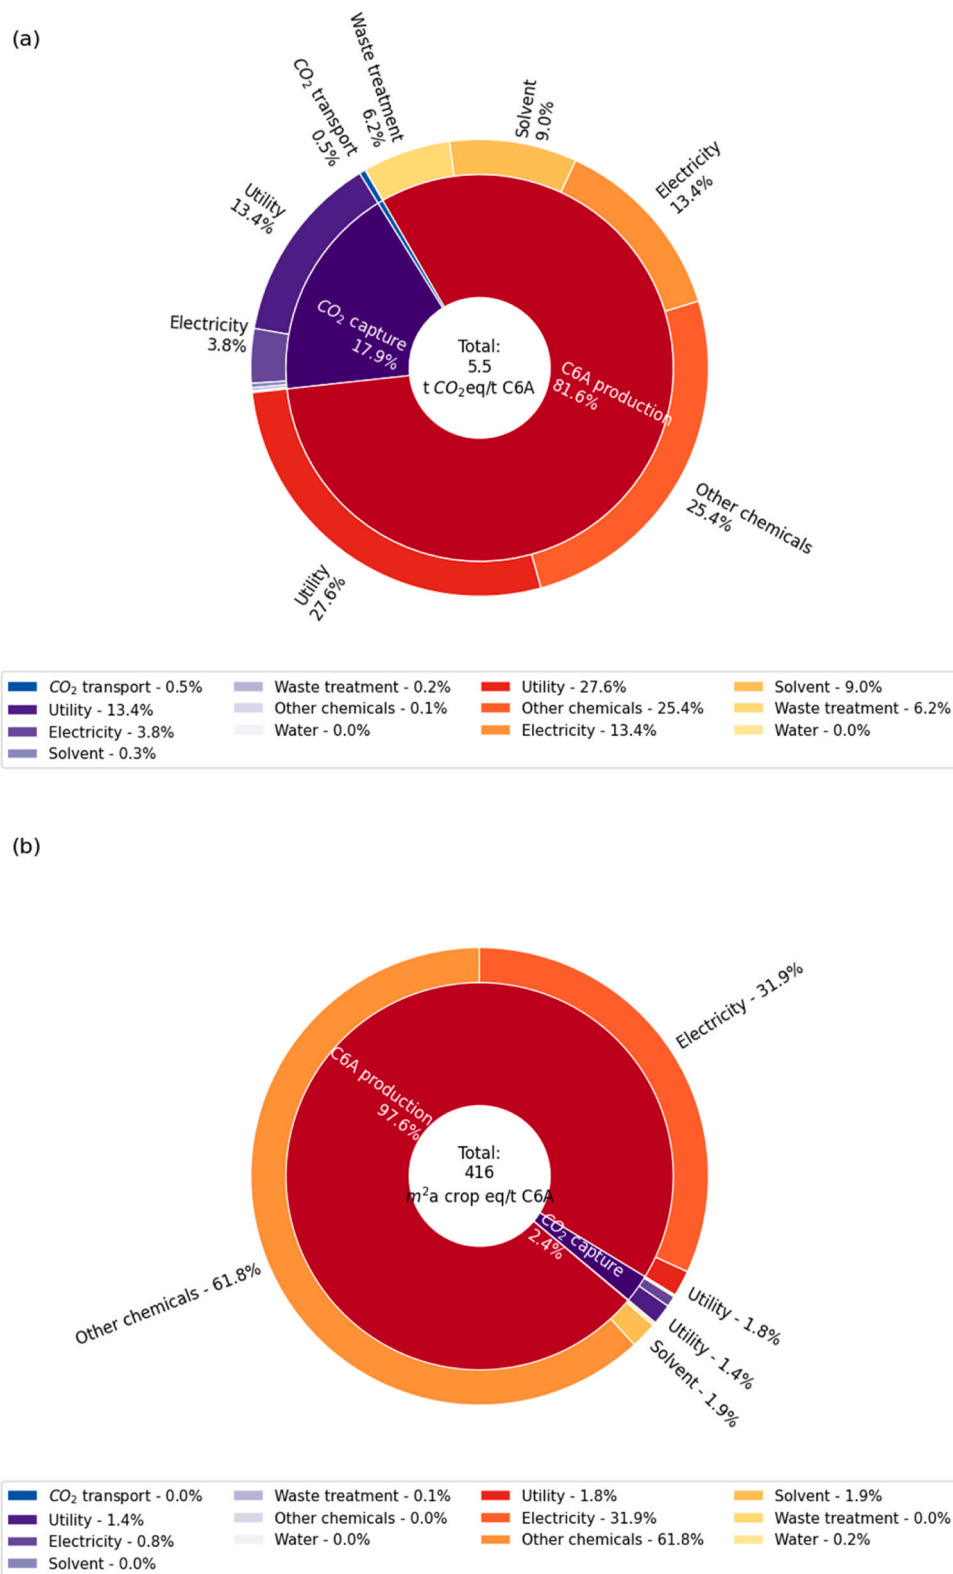 (a)
Waste treatment
6.2%
CO₂ transport
0.5%
Solvent
9.0%
Electricity
13.4%
Utility
13.4%
Electricity
3.8%
CO₂ capture
17.9%
Total:
5.5
t CO₂eq/t C6A
C6A production
81.6%
Other chemicals
25.4%
Utility
27.6%
CO₂ transport - 0.5%
Utility - 13.4%
Electricity - 3.8%
Solvent - 0.3%
Waste treatment - 0.2%
Other chemicals - 0.1%
Water - 0.0%
Utility - 27.6%
Other chemicals - 25.4%
Electricity - 13.4%
Solvent - 9.0%
Waste treatment - 6.2%
Water - 0.0%
(b)
Electricity - 31.9%
C6A production
97.6%
Total:
416
m²a crop eq/t C6A
CO₂ capture
2.4%
Other chemicals - 61.8%
Utility - 1.8%
Utility - 1.4%
Solvent - 1.9%
CO₂ transport - 0.0%
Utility - 1.4%
Electricity - 0.8%
Solvent - 0.0%
Waste treatment - 0.1%
Other chemicals - 0.0%
Water - 0.0%
Utility - 1.8%
Electricity - 31.9%
Other chemicals - 61.8%
Solvent - 1.9%
Waste treatment - 0.0%
Water - 0.2%